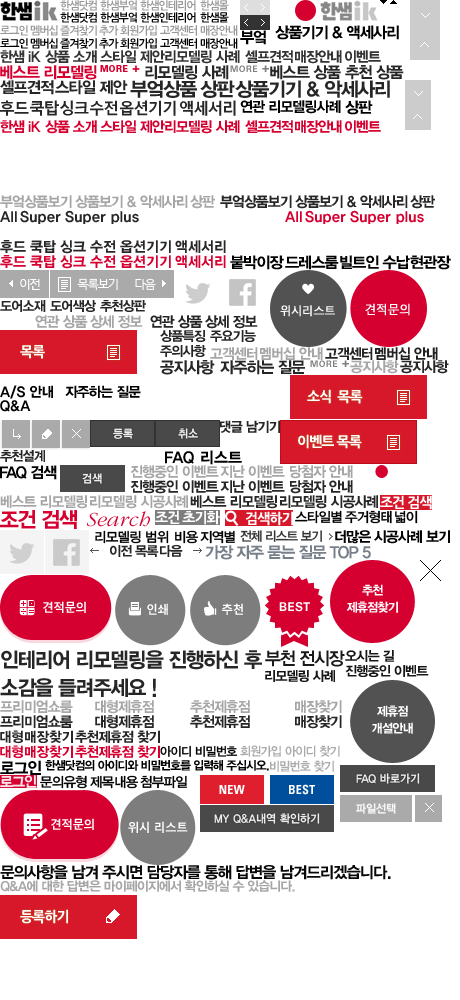 한샘ik 한샘닷컴 한샘부엌 한샘인테리어 한샘몰 한샘ik
한샘닷컴 한샘부엌 한샘인테리어 한샘몰
로그인 멤버십 즐겨찾기 추가 회원가입 고객센터 매장안내 부엌 상품기기 & 악세사리
로그인 멤버십 즐겨찾기 추가 회원가입 고객센터 매장안내
한샘 iK 상품 소개 스타일 제안 리모델링 사례 셀프견적 매장안내 이벤트
베스트 리모델링 MORE + 리모델링 사례 MORE + 베스트 상품 추천 상품
셀프견적 스타일 제안 부엌상품 상판 상품기기 & 악세사리
후드 쿡탑 싱크 수전 옵션기기 액세서리 연관 리모델링사례 상판
한샘 iK 상품 소개 스타일 제안 리모델링 사례 셀프견적 매장안내 이벤트
부엌상품보기 상품보기 & 악세사리 상판 부엌상품보기 상품보기 & 악세사리 상판
All Super Super plus All Super Super plus
후드 쿡탑 싱크 수전 옵션기기 액세서리
후드 쿡탑 싱크 수전 옵션기기 액세서리 붙박이장 드레스룸 빌트인 수납 현관장
이전 목록보기 다음
도어소재 도어색상 추천상판 위시리스트 견적문의
연관 상품 상세 정보 연관 상품 상세 정보
상품특징 주요기능
목록 주의사항 고객센터 멤버십 안내 고객센터 멤버십 안내
공지사항 자주하는 질문 MORE + 공지사항 공지사항
A/S 안내 자주하는 질문
소식 목록
Q&A
등록 취소 댓글 남기기
이벤트 목록
추천설계 FAQ 리스트
FAQ 검색 검색 진행중인 이벤트 지난 이벤트 당첨자 안내
진행중인 이벤트 지난 이벤트 당첨자 안내
베스트 리모델링 리모델링 시공사례 베스트 리모델링 리모델링 시공사례 조건 검색
조건 검색 Search 조건 초기화 검색하기 스타일별 주거형태 넓이
리모델링 범위 비용 지역별 전체 리스트 보기 더많은 시공사례 보기
이전 목록 다음 가장 자주 묻는 질문 TOP 5
견적문의 인쇄 추천 BEST 추천
제휴점찾기
인테리어 리모델링을 진행하신 후 부천 전시장 오시는 길
소감을 들려주세요 ! 리모델링 사례 진행중인 이벤트
프리미엄쇼룸 대형제휴점 추천제휴점 매장찾기
프리미엄쇼룸 대형제휴점 추천제휴점 매장찾기 제휴점
개설안내
대형매장찾기 추천제휴점 찾기
대형매장찾기 추천제휴점 찾기 아이디 비밀번호 회원가입 아이디 찾기
로그인 한샘닷컴의 아이디와 비밀번호를 입력해 주십시오. 비밀번호 찾기
로그인 문의유형 제목 내용 첨부파일 FAQ 바로가기
NEW BEST
파일선택
견적문의 위시 리스트 MY Q&A내역 확인하기
문의사항을 남겨 주시면 담당자를 통해 답변을 남겨드리겠습니다.
Q&A에 대한 답변은 마이페이지에서 확인하실 수 있습니다.
등록하기